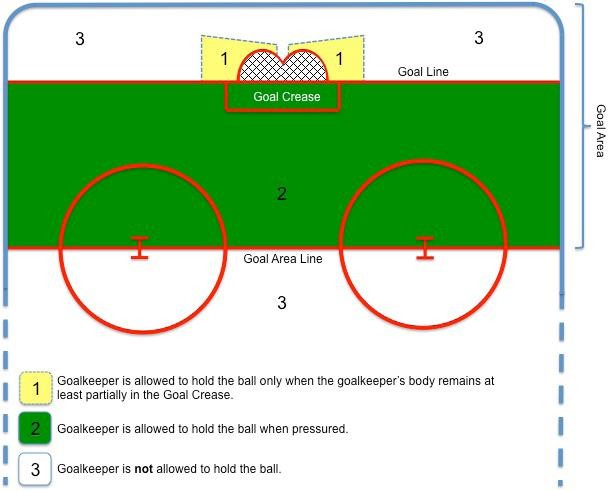 3
3
1
1
Goal Line
Goal Crease
Goal Area
2
Goal Area Line
3
1 Goalkeeper is allowed to hold the ball only when the goalkeeper's body remains at
least partially in the Goal Crease.
2 Goalkeeper is allowed to hold the ball when pressured.
3 Goalkeeper is not allowed to hold the ball.